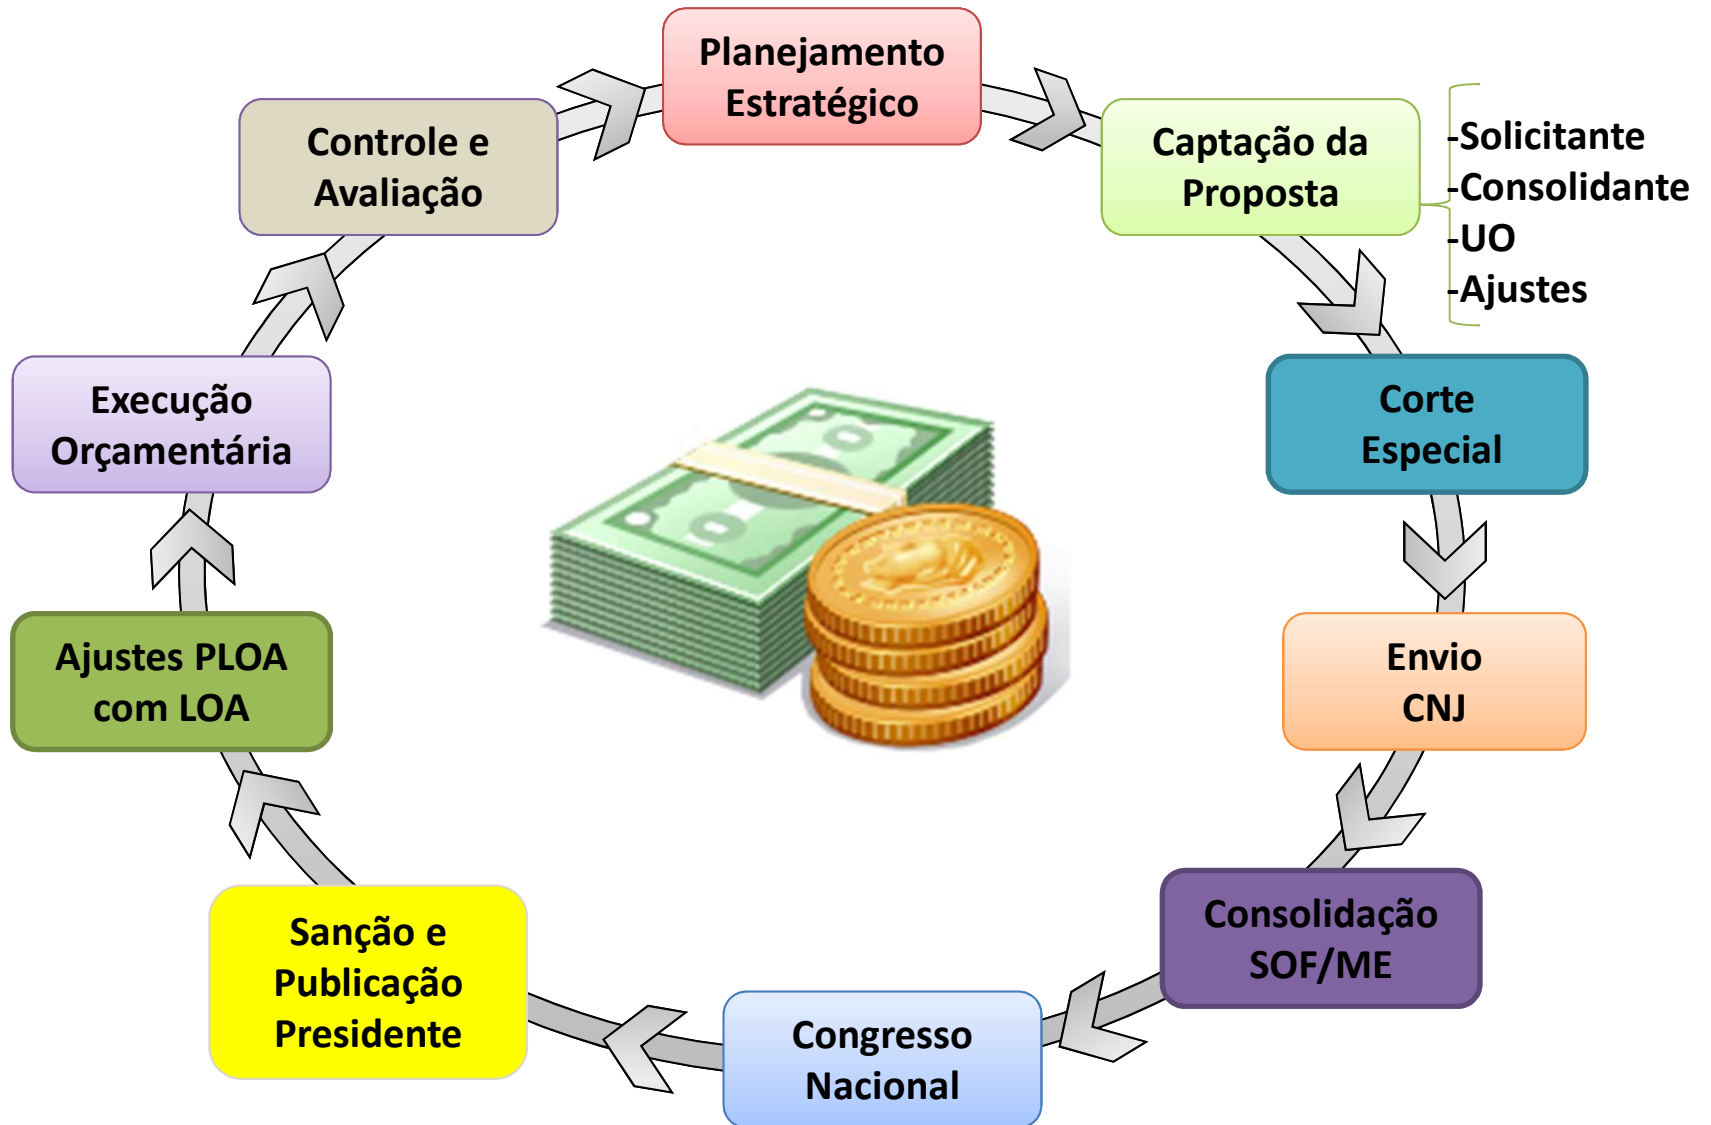 Planejamento
Estratégico
Captação da
Proposta
-Solicitante
-Consolidante
-UO
-Ajustes
Corte
Especial
Envio
CNJ
Consolidação
SOF/ME
Congresso
Nacional
Sanção e
Publicação
Presidente
Ajustes PLOA
com LOA
Execução
Orçamentária
Controle e
Avaliação